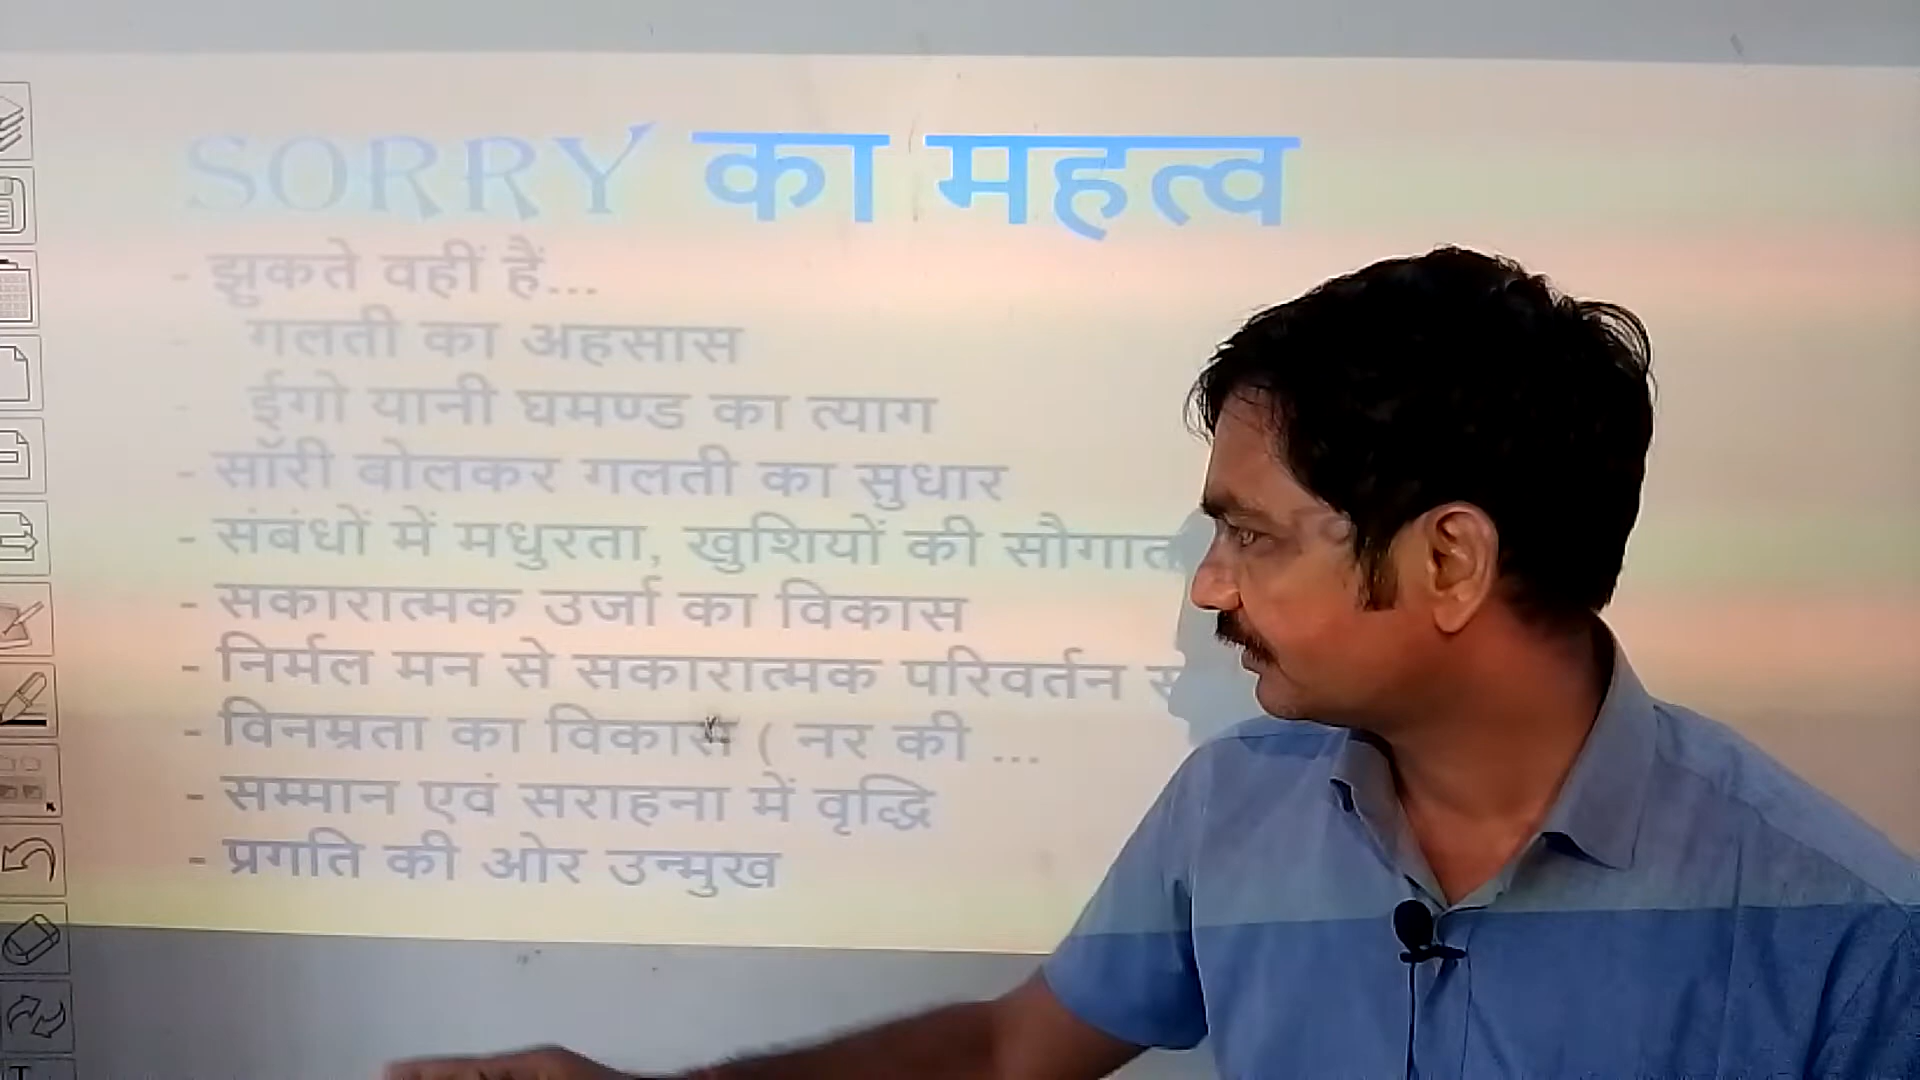 SORRY का महत्व
- झुकते वहीं हैं...
- गलती का अहसास
- ईगो यानी घमण्ड का त्याग
- सॉरी बोलकर गलती का सुधार
- संबंधों में मधुरता, खुशियों की सौगात
- सकारात्मक उर्जा का विकास
- निर्मल मन से सकारात्मक परिवर्तन
- विनम्रता का विकास ( नर की ...
- सम्मान एवं सराहना में वृद्धि
- प्रगति की ओर उन्मुख
T